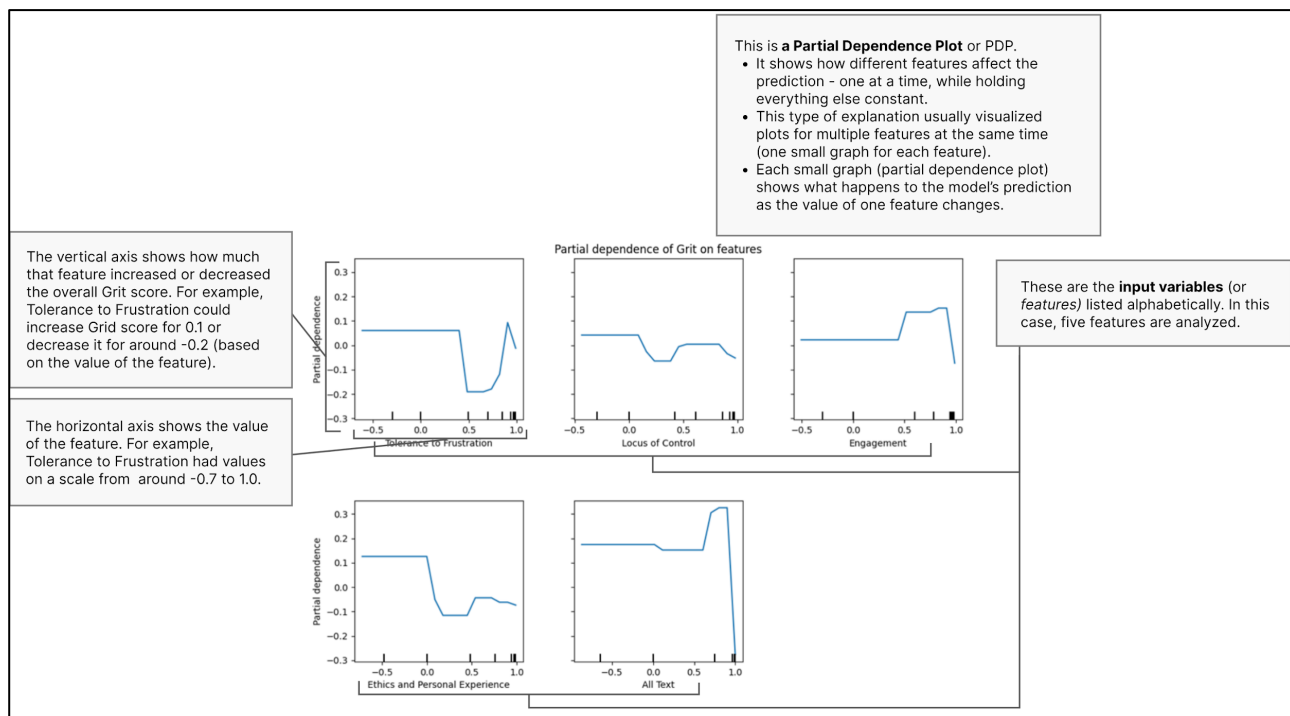 This is a Partial Dependence Plot or PDP.
• It shows how different features affect the
prediction - one at a time, while holding
everything else constant.
• This type of explanation usually visualized
plots for multiple features at the same time
(one small graph for each feature).
• Each small graph (partial dependence plot)
shows what happens to the model's prediction
as the value of one feature changes.
The vertical axis shows how much
that feature increased or decreased
the overall Grit score. For example,
Tolerance to Frustration could
increase Grid score for 0.1 or
decrease it for around -0.2 (based
on the value of the feature).
The horizontal axis shows the value
of the feature. For example,
Tolerance to Frustration had values
on a scale from around -0.7 to 1.0.
These are the input variables (or
features) listed alphabetically. In this
case, five features are analyzed.
Partial dependence of Grit on features
Partial dependence
0.3
0.2
0.1
0.0
−0.1
−0.2
−0.3
−0.5 0.0 0.5 1.0
Tolerance to Frustration
−0.5 0.0 0.5 1.0
Locus of Control
−0.5 0.0 0.5 1.0
Engagement
Partial dependence
0.3
0.2
0.1
0.0
−0.1
−0.2
−0.3
−0.5 0.0 0.5 1.0
Ethics and Personal Experience
−0.5 0.0 0.5 1.0
All Text